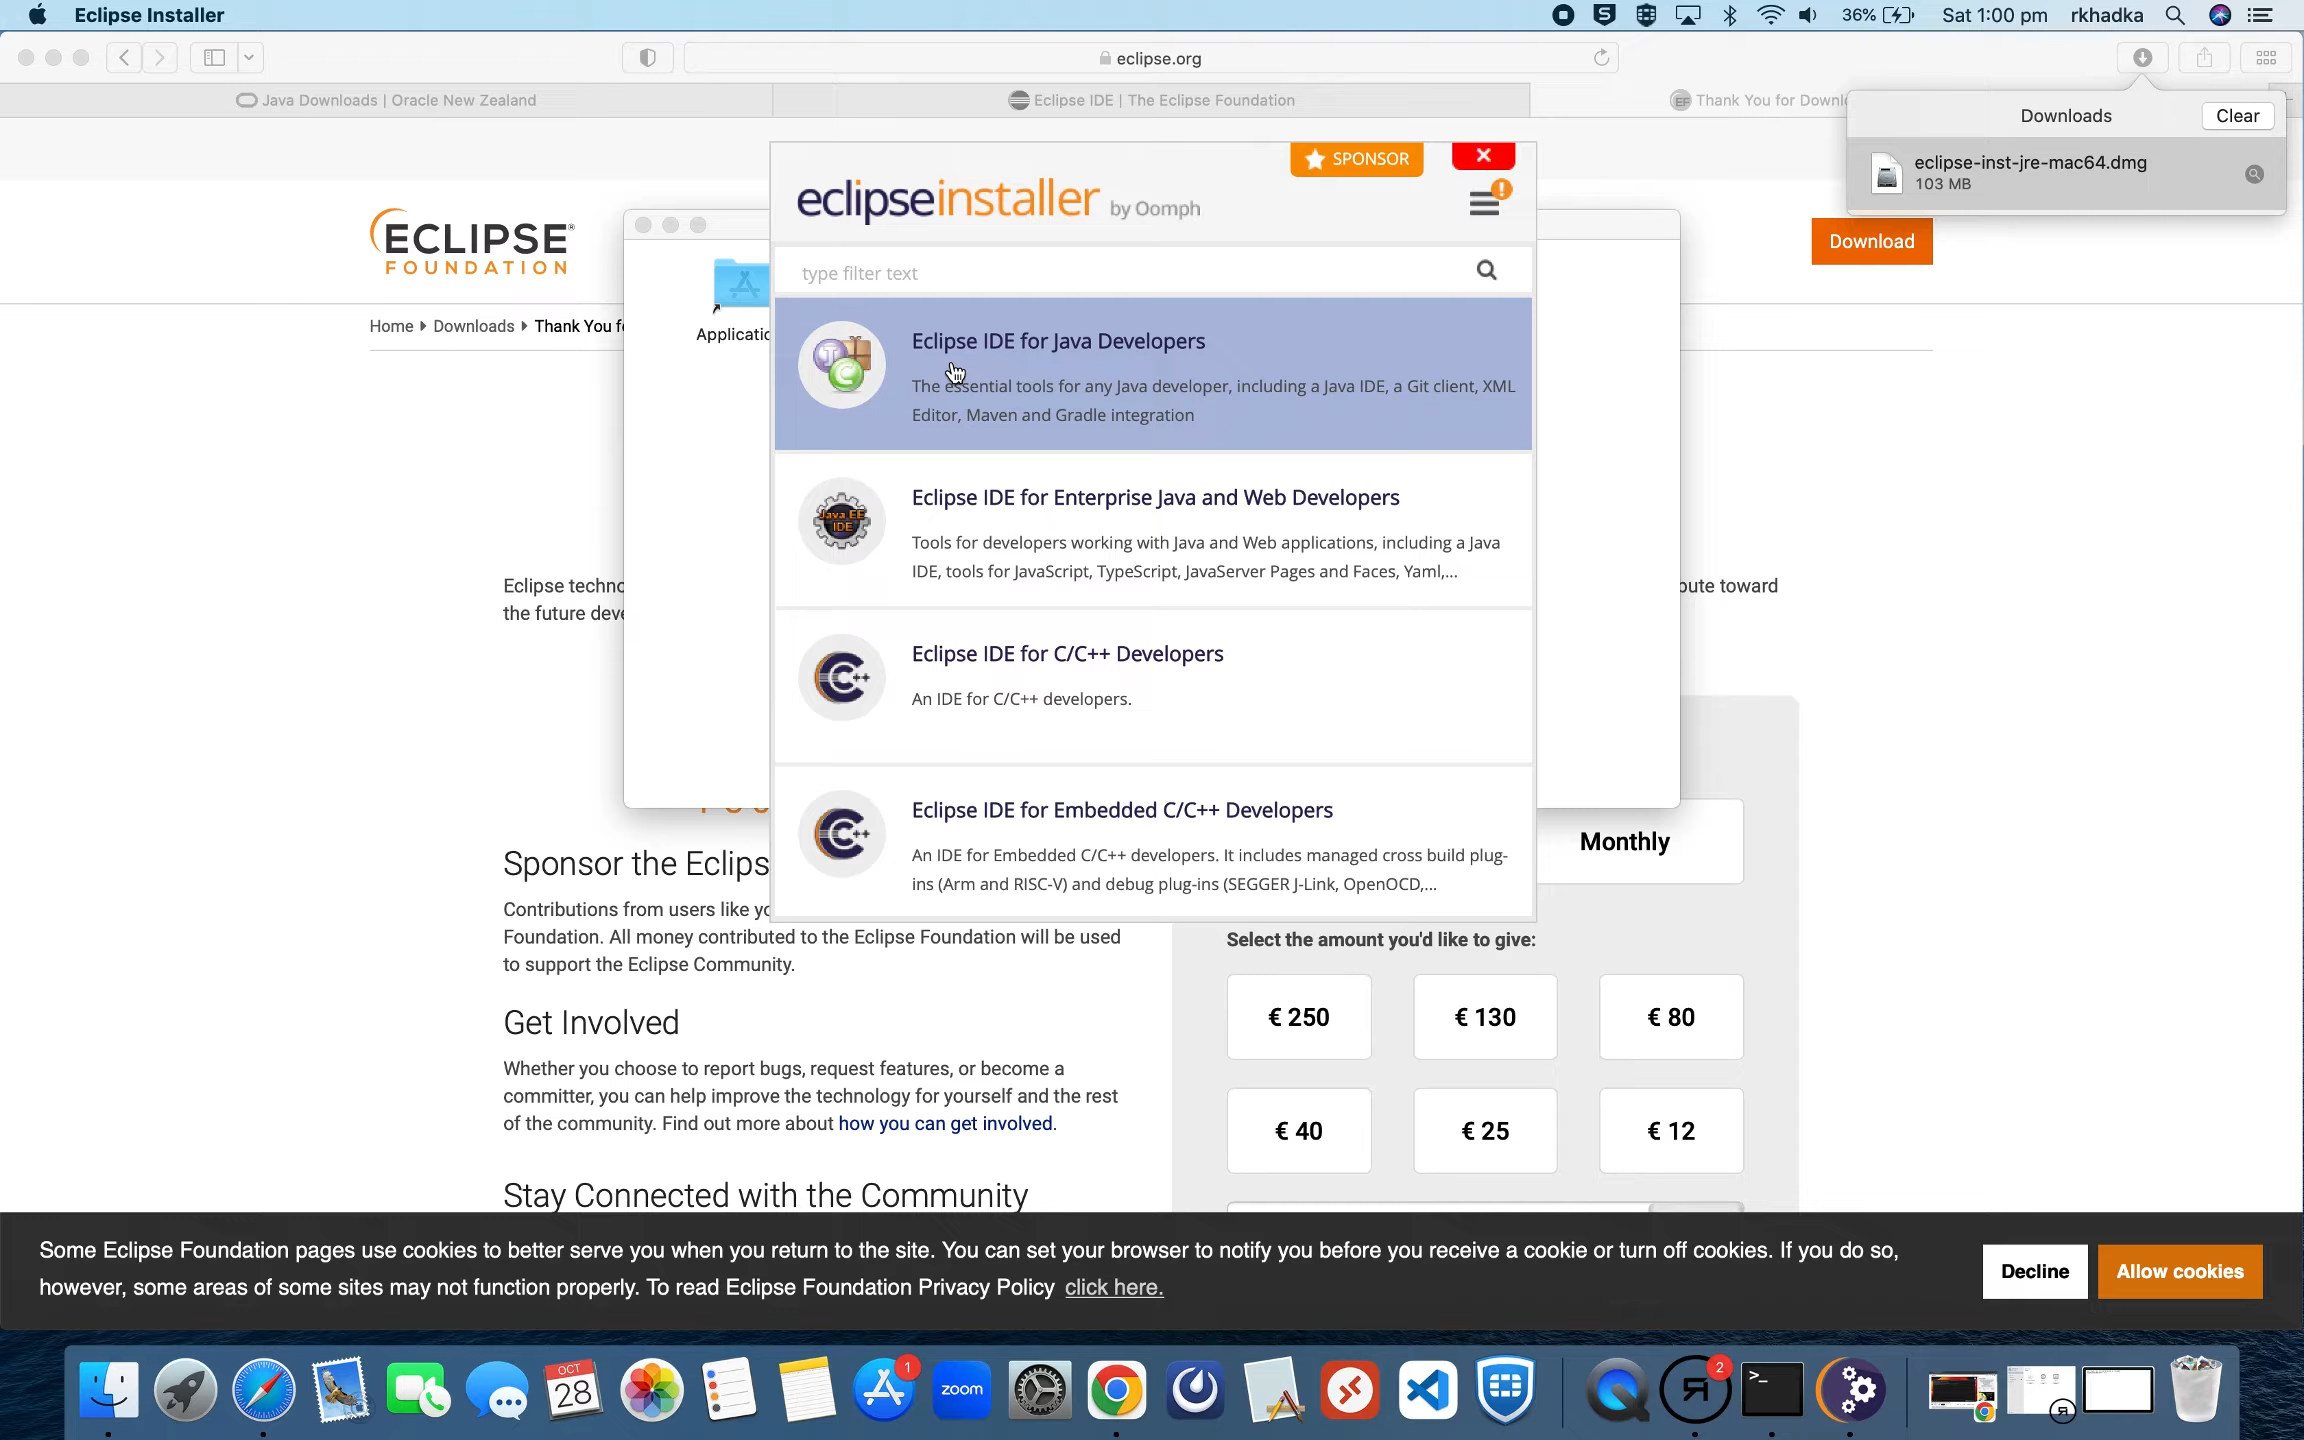 Eclipse Installer
36%
Sat 1:00 pm
rkhadka
eclipse.org
Java Downloads | Oracle New Zealand
Eclipse IDE | The Eclipse Foundation
Thank You for Downl
Downloads
Clear
eclipse-inst-jre-mac64.dmg
103 MB
ECLIPSE
FOUNDATION
Download
Home
Downloads
Thank You f
Applicatio
SPONSOR
eclipseinstaller by Oomph
type filter text
Eclipse IDE for Java Developers
The essential tools for any Java developer, including a Java IDE, a Git client, XML
Editor, Maven and Gradle integration
Java EE
IDE
Eclipse IDE for Enterprise Java and Web Developers
Tools for developers working with Java and Web applications, including a Java
IDE, tools for JavaScript, TypeScript, JavaServer Pages and Faces, Yaml,...
Eclipse IDE for C/C++ Developers
An IDE for C/C++ developers.
Eclipse IDE for Embedded C/C++ Developers
An IDE for Embedded C/C++ developers. It includes managed cross build plug-
ins (Arm and RISC-V) and debug plug-ins (SEGGER J-Link, OpenOCD,...
Eclipse techno
the future deve
bute toward
Sponsor the Eclips
Contributions from users like yo
Foundation. All money contributed to the Eclipse Foundation will be used
to support the Eclipse Community.
Get Involved
Whether you choose to report bugs, request features, or become a
committer, you can help improve the technology for yourself and the rest
of the community. Find out more about how you can get involved.
Stay Connected with the Community
Monthly
Select the amount you'd like to give:
€ 250
€ 130
€ 80
€ 40
€ 25
€ 12
Some Eclipse Foundation pages use cookies to better serve you when you return to the site. You can set your browser to notify you before you receive a cookie or turn off cookies. If you do so,
however, some areas of some sites may not function properly. To read Eclipse Foundation Privacy Policy click here.
Decline
Allow cookies
OCT
28
1
zoom
2